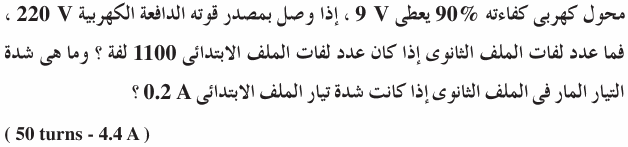 محول كهربى كفاءته 90% يعطى 9 V ، إذا وصل بمصدر قوته الدافعة الكهربية 220 V ،
فما عدد لفات الملف الثانوى إذا كان عدد لفات الملف الابتدائى 1100 لفة ؟ وما هى شدة
التيار المار فى الملف الثانوى إذا كانت شدة تيار الملف الابتدائى 0.2 A ؟
( 50 turns - 4.4 A )